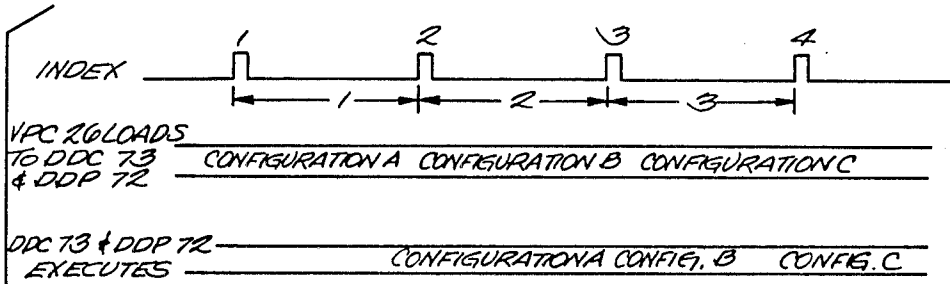 1 2 3 4
INDEX
1 2 3
VPC 26 LOADS
TO DDC 73 CONFIGURATION A CONFIGURATION B CONFIGURATION C
& DDP 72
DDC 73 & DDP 72
CONFIGURATION A CONFIG. B CONFIG. C
EXECUTES